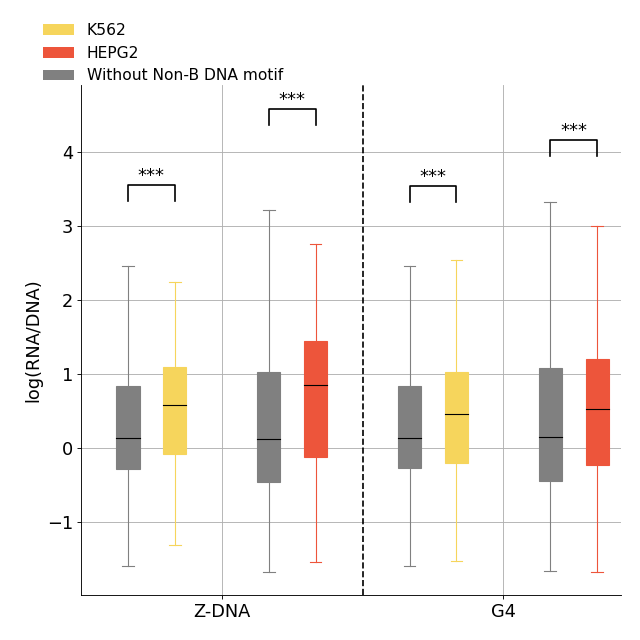 K562
HEPG2
Without Non-B DNA motif
***
***
***
***
4
3
2
1
0
−1
log(RNA/DNA)
Z-DNA
G4